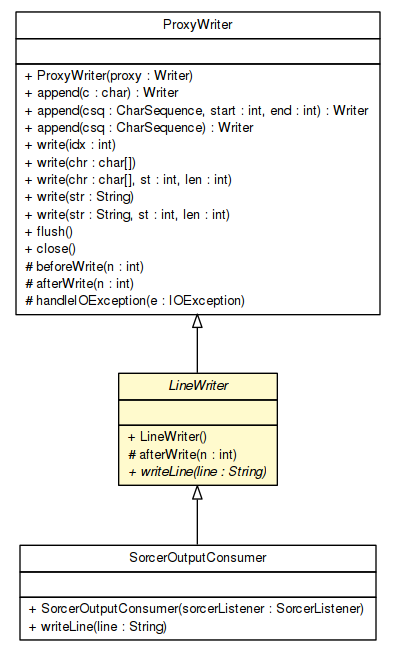 ProxyWriter
+ ProxyWriter(proxy : Writer)
+ append(c : char) : Writer
+ append(csq : CharSequence, start : int, end : int) : Writer
+ append(csq : CharSequence) : Writer
+ write(idx : int)
+ write(chr : char[])
+ write(chr : char[], st : int, len : int)
+ write(str : String)
+ write(str : String, st : int, len : int)
+ flush()
+ close()
# beforeWrite(n : int)
# afterWrite(n : int)
# handleIOException(e : IOException)
LineWriter
+ LineWriter()
# afterWrite(n : int)
+ writeLine(line : String)
SorcerOutputConsumer
+ SorcerOutputConsumer(sorcerListener : SorcerListener)
+ writeLine(line : String)